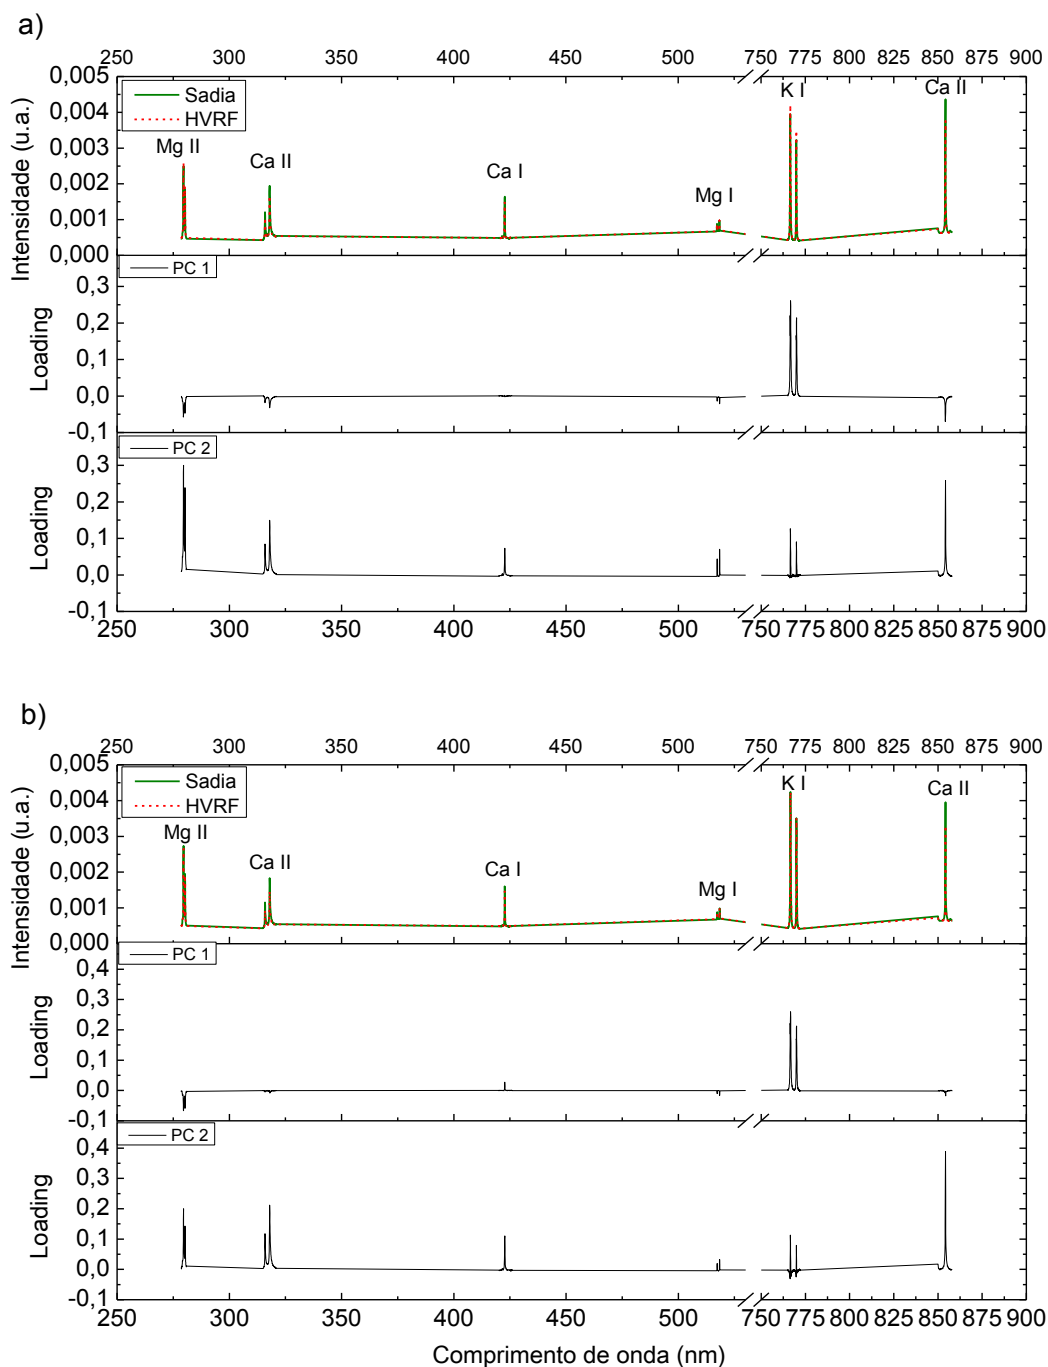 a)
250 300 350 400 450 500 750 775 800 825 850 875 900
0,005
0,004
0,003
0,002
0,001
0,000
Intensidade (u.a.)
Sadia
HVRF
Mg II
Ca II
Ca I
Mg I
K I
Ca II
PC 1
0,3
0,2
0,1
0,0
-0,1
Loading
PC 2
0,3
0,2
0,1
0,0
-0,1
Loading
250 300 350 400 450 500 750 775 800 825 850 875 900
b)
250 300 350 400 450 500 750 775 800 825 850 875 900
0,005
0,004
0,003
0,002
0,001
0,000
Intensidade (u.a.)
Sadia
HVRF
Mg II
Ca II
Ca I
Mg I
K I
Ca II
PC 1
0,4
0,3
0,2
0,1
0,0
-0,1
Loading
PC 2
0,4
0,3
0,2
0,1
0,0
-0,1
Loading
250 300 350 400 450 500 750 775 800 825 850 875 900
Comprimento de onda (nm)